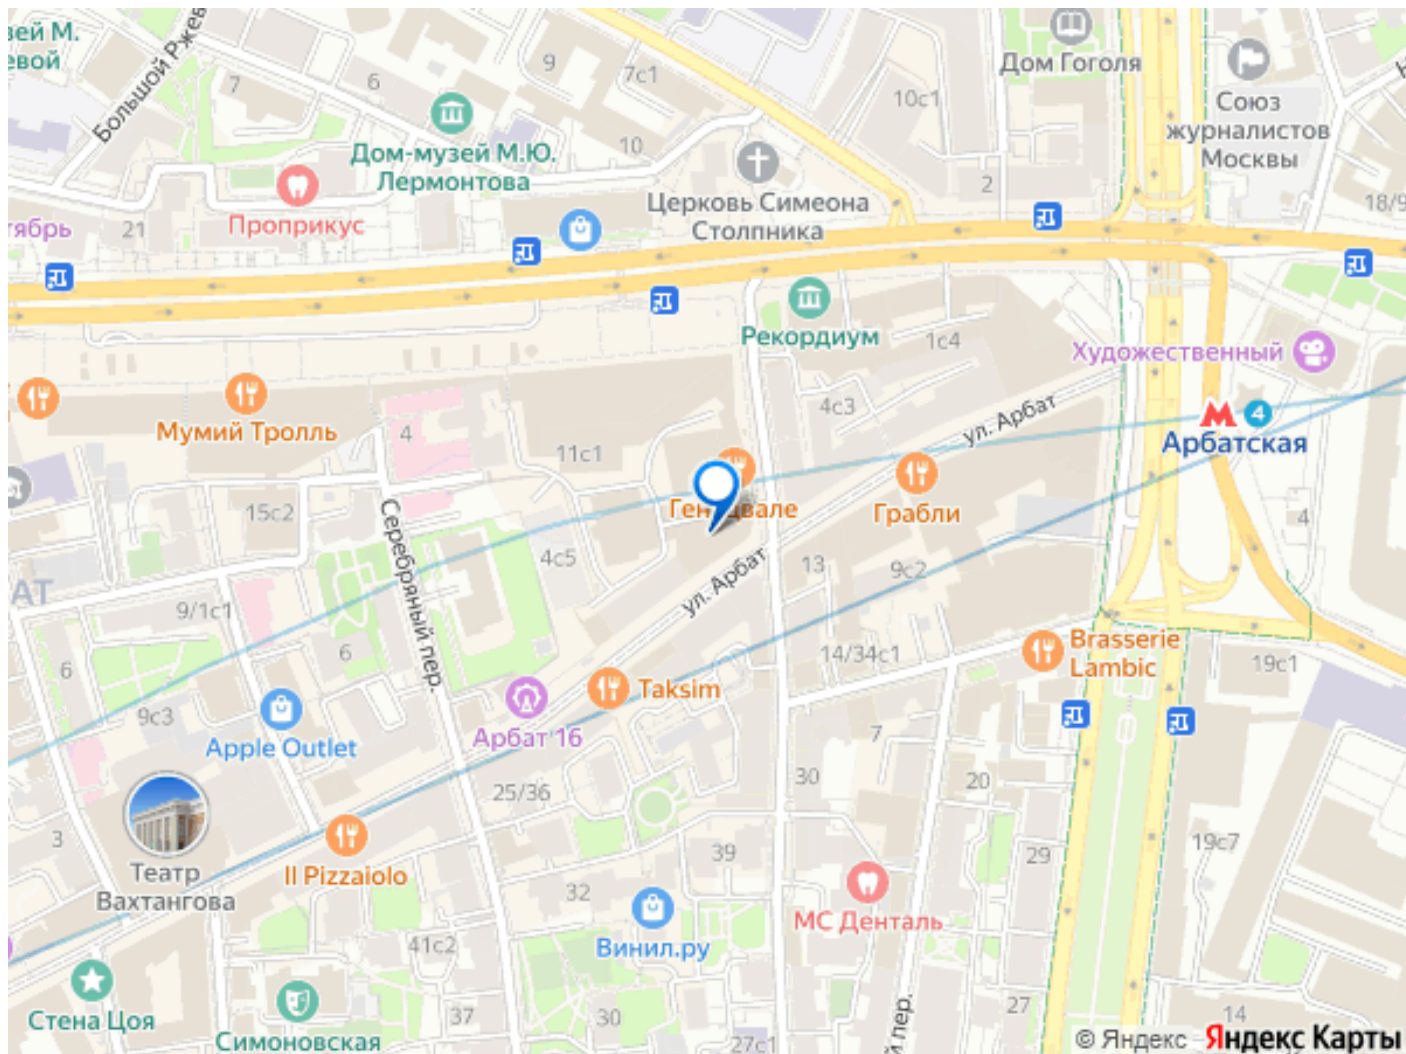 зей М.
евой
Большой Ржев
7
6
9
7с1
10
10с1
2
Дом Гоголя
Союз
журналистов
Москвы
18/9
Дом-музей М.Ю.
Лермонтова
Проприкус
Церковь Симеона
Столпника
тябрь
21
Рекордиум
1с4
Художественный
4с3
ул. Арбат
Арбатская
4
Мумий Тролль
4
11с1
15с2
Серебряный пер.
4с5
Грабли
ул. Арбат
13
9с2
4
АТ
9/1с1
6
6
14/34с1
Brasserie
Lambic
19с1
Taksim
Арбат 16
9с3
Apple Outlet
7
25/36
30
20
Театр
Вахтангова
3
Il Pizzaiolo
39
29
19с7
32
МС Денталь
Винил.ру
41с2
Стена Цоя
Симоновская
37
30
27с1
й пер.
27
14
© Яндекс Яндекс Карты